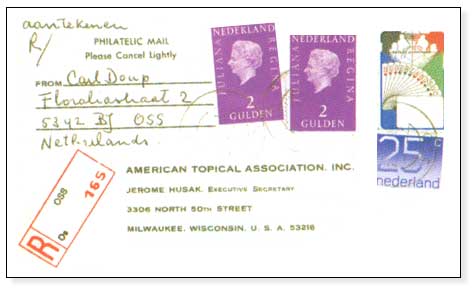 aantekenen
R/
PHILATELIC MAIL
Please Cancel Lightly
FROM Carl Doup
Floraliastraat 2
5342 BJ OSS
Netherlands
NEDERLAND
JULIANA REGINA
2
GULDEN
NEDERLAND
JULIANA REGINA
2
GULDEN
25 c
nederland
R
OSS
Os
165
AMERICAN TOPICAL ASSOCIATION, INC.
JEROME HUSAK, EXECUTIVE SECRETARY
3306 NORTH 50TH STREET
MILWAUKEE, WISCONSIN, U. S. A. 53216